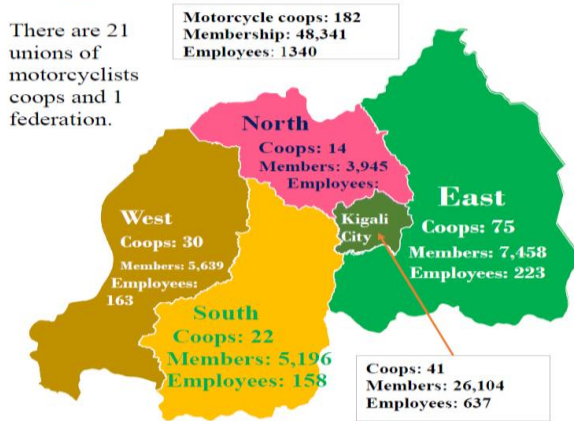 There are 21
unions of
motorcyclists
coops and 1
federation.
Motorcycle coops: 182
Membership: 48,341
Employees: 1340
North
Coops: 14
Members: 3,945
Employees:
East
Coops: 75
Members: 7,458
Employees: 223
Kigali
City
West
Coops: 30
Members: 5,639
Employees:
163
South
Coops: 22
Members: 5,196
Employees: 158
Coops: 41
Members: 26,104
Employees: 637